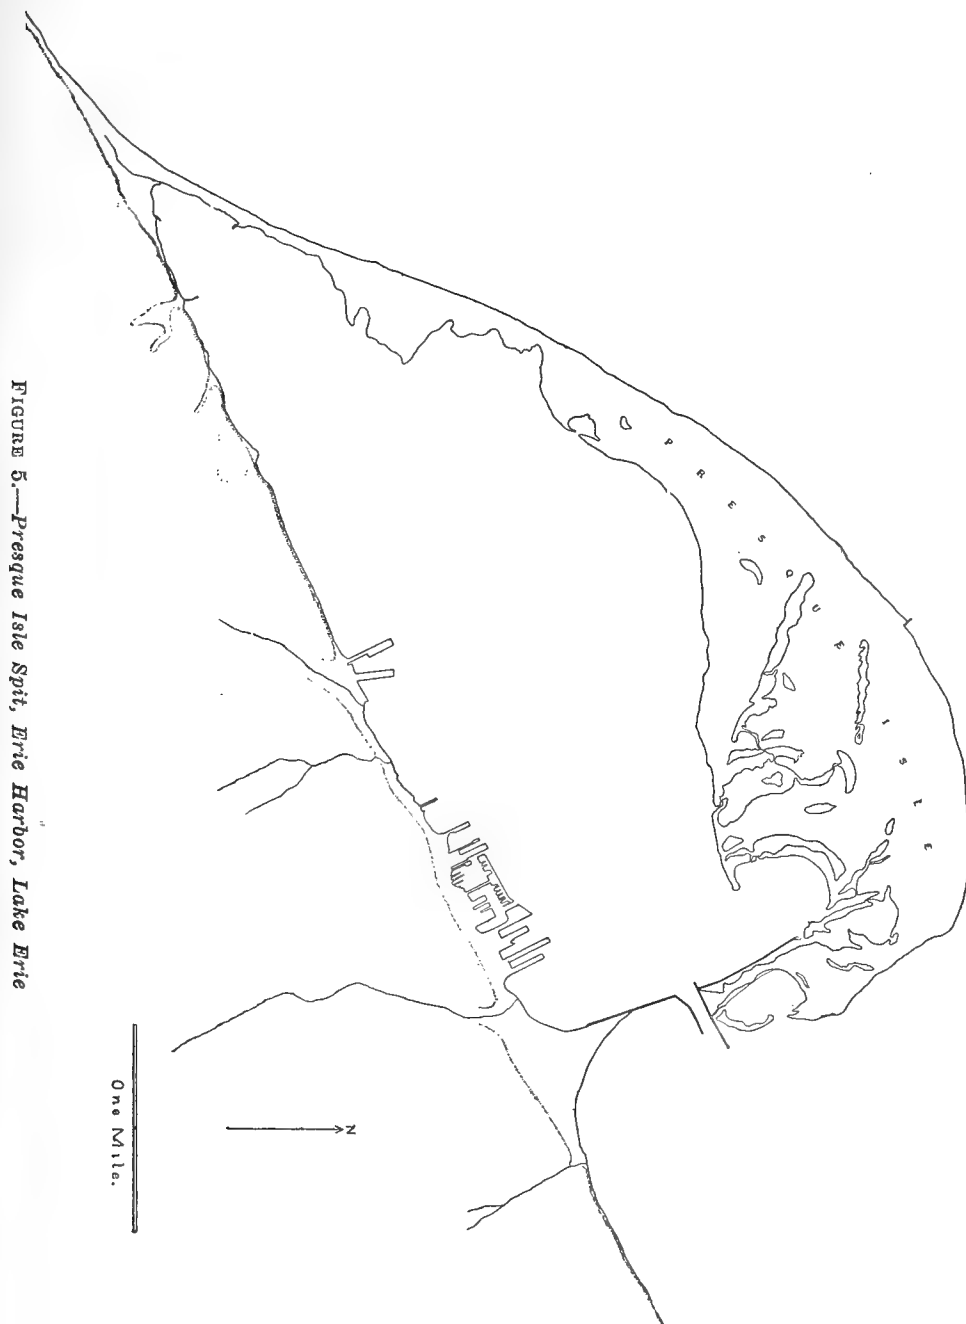 PRESQUE ISLE
N
One Mile.
FIGURE 5.—Presque Isle Spit, Erie Harbor, Lake Erie